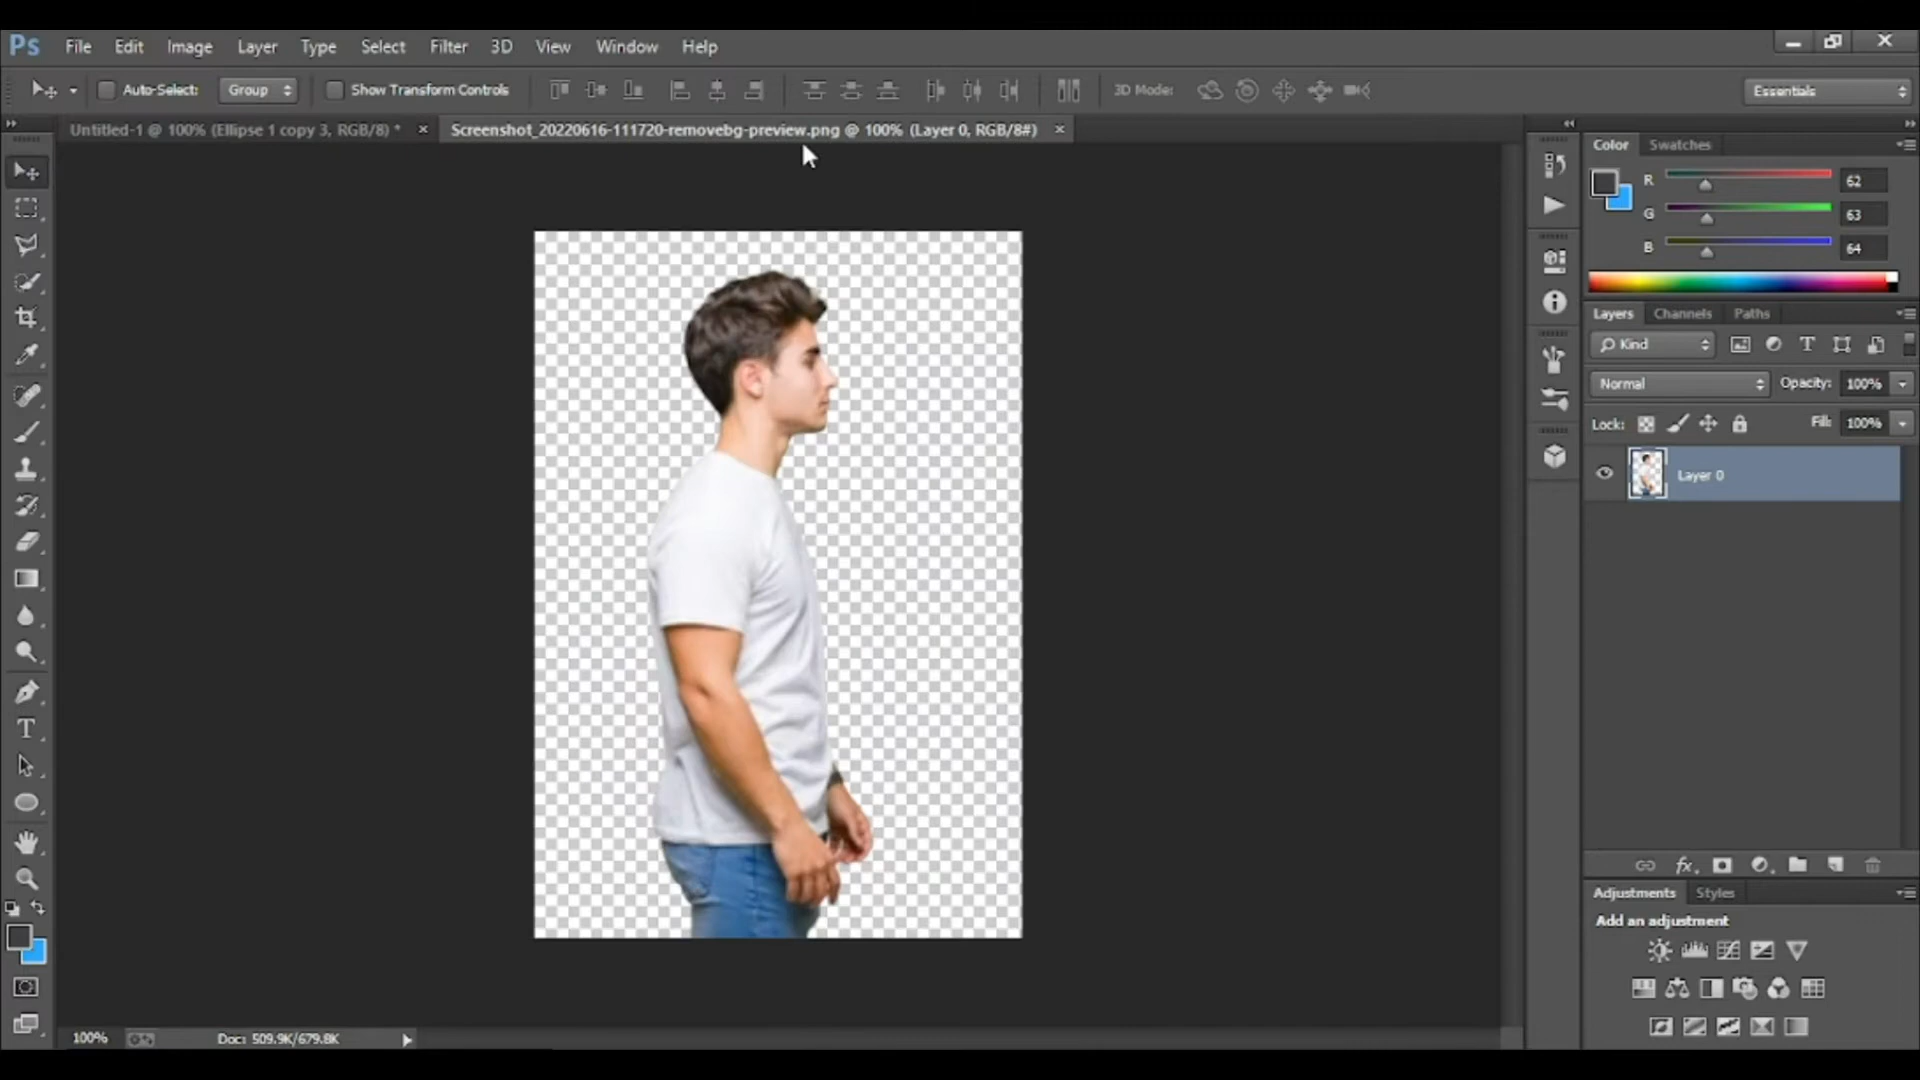 Ps File Edit Image Layer Type Select Filter 3D View Window Help
Auto-Select: Group Show Transform Controls 3D Mode: Essentials
Untitled-1 @ 100% (Ellipse 1 copy 3, RGB/8) * × Screenshot_20220616-111720-removebg-preview.png @ 100% (Layer 0, RGB/8#) ×
Color Swatches
R 62
G 63
B 64
Layers Channels Paths
Kind
Normal Opacity: 100%
Lock: Fill: 100%
Layer 0
fx
Adjustments Styles
Add an adjustment
100% Doc: 509.9K/679.8K